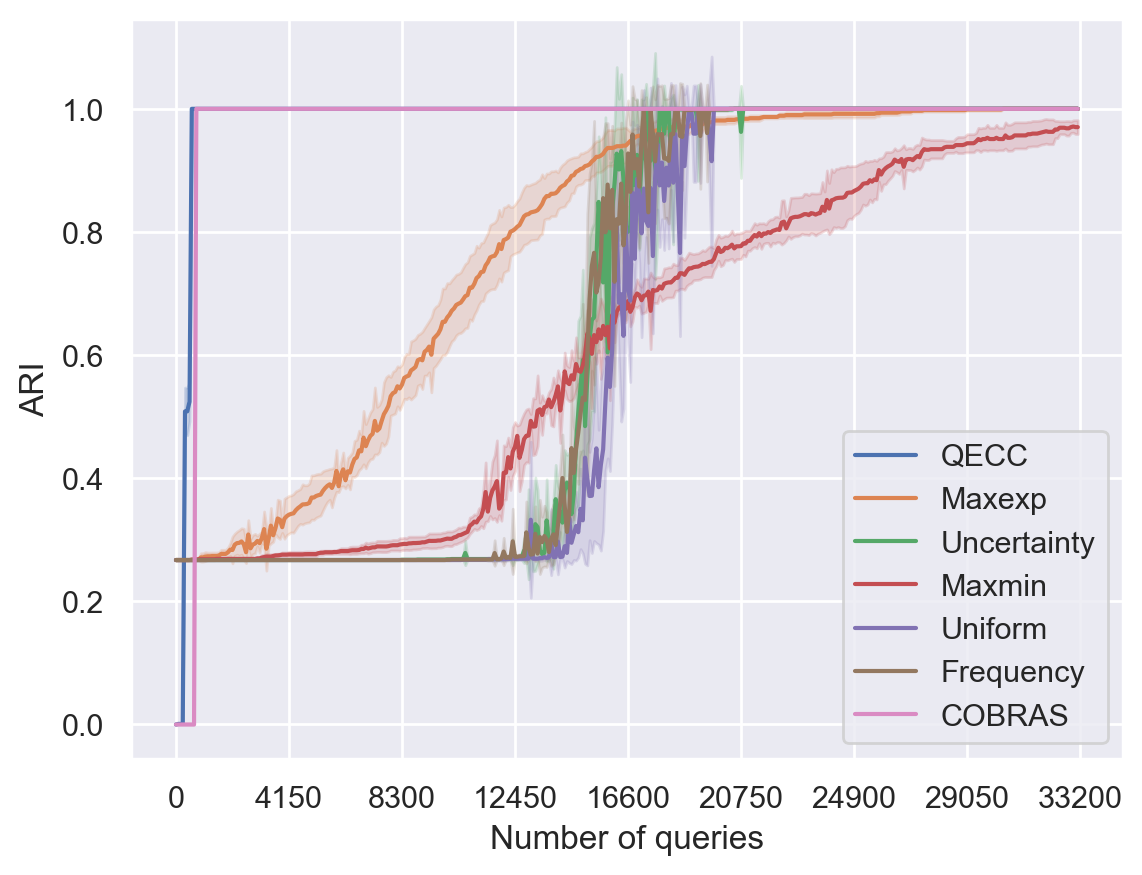 1.0
0.8
0.6
0.4
0.2
0.0
ARI
QECC
Maxexp
Uncertainty
Maxmin
Uniform
Frequency
COBRAS
0 4150 8300 12450 16600 20750 24900 29050 33200
Number of queries